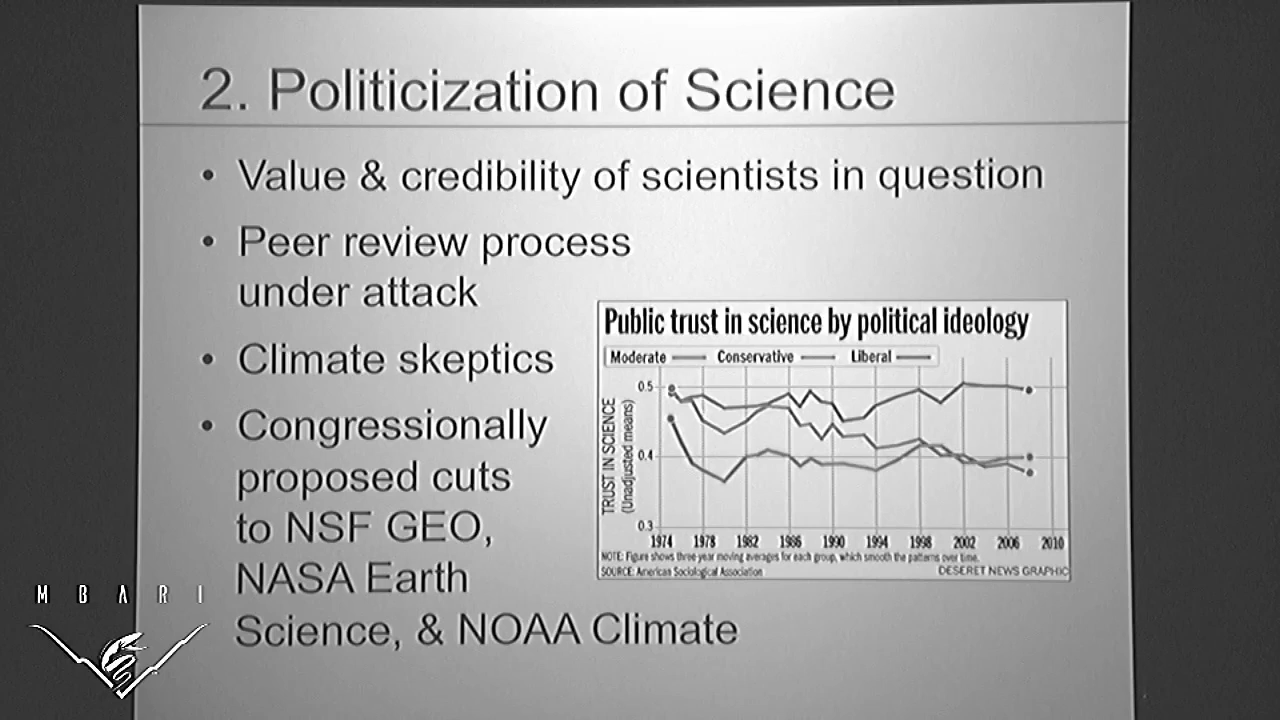 2. Politicization of Science
• Value & credibility of scientists in question
• Peer review process
under attack
• Climate skeptics
• Congressionally
proposed cuts
to NSF GEO,
NASA Earth
Science, & NOAA Climate
Public trust in science by political ideology
Moderate Conservative Liberal
TRUST IN SCIENCE
(Unadjusted means)
0.5
0.4
0.3
1974 1978 1982 1986 1990 1994 1998 2002 2006 2010
NOTE: Figure shows three-year moving averages for each group, which smooth the patterns over time.
SOURCE: American Sociological Association
DESERET NEWS GRAPHIC
MBARI